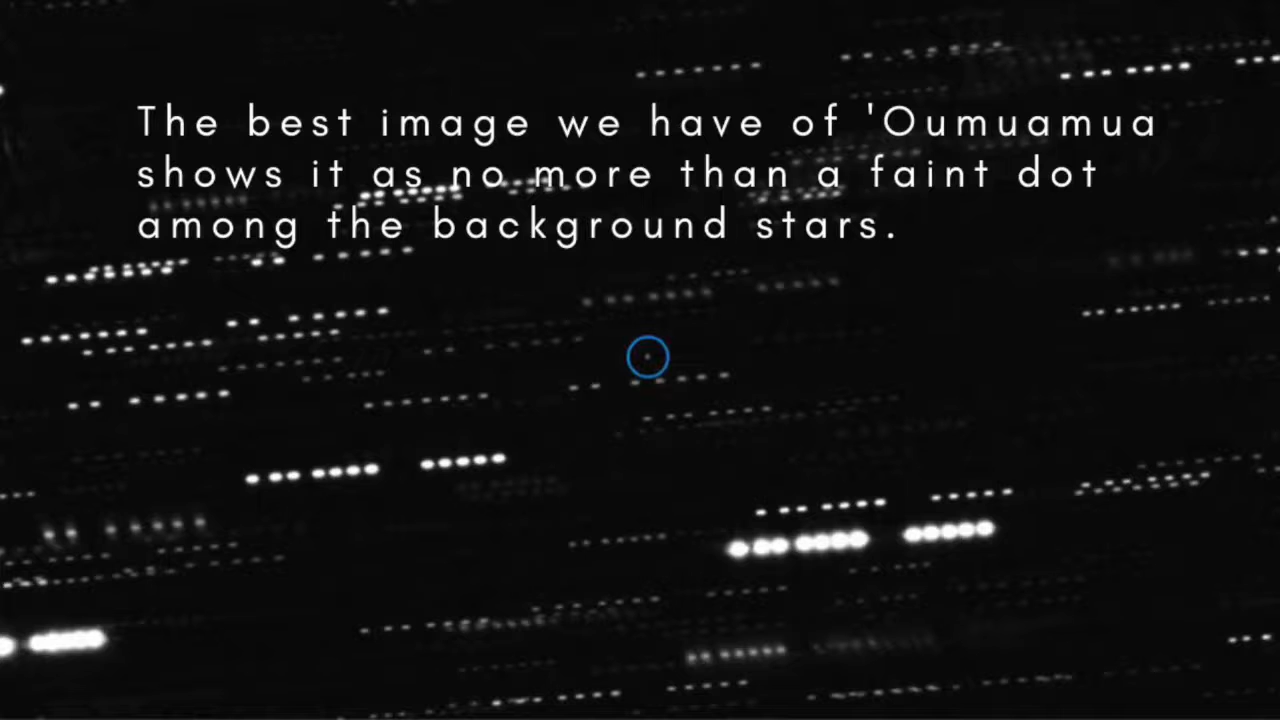 The best image we have of 'Oumuamua
shows it as no more than a faint dot
among the background stars.